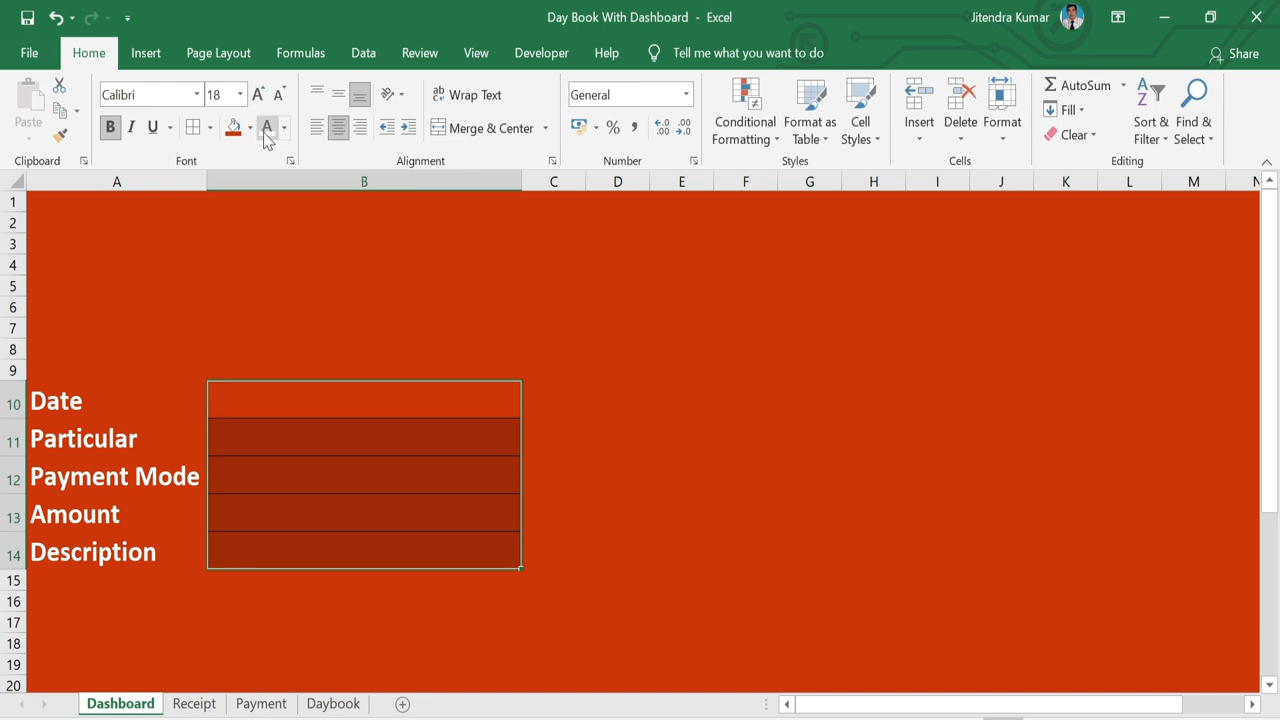 Day Book With Dashboard - Excel
Jitendra Kumar
File Home Insert Page Layout Formulas Data Review View Developer Help Tell me what you want to do Share
Paste
Calibri 18 A A
B I U A
ab Wrap Text
Merge & Center
General
% , .0 .00
Conditional Formatting
Format as Table
Cell Styles
Insert Delete Format
AutoSum
Fill
Clear
Sort & Filter
Find & Select
Clipboard Font Alignment Number Styles Cells Editing
A B C D E F G H I J K L M N
1
2
3
4
5
6
7
8
9
10 Date
11 Particular
12 Payment Mode
13 Amount
14 Description
15
16
17
18
19
20
Dashboard Receipt Payment Daybook